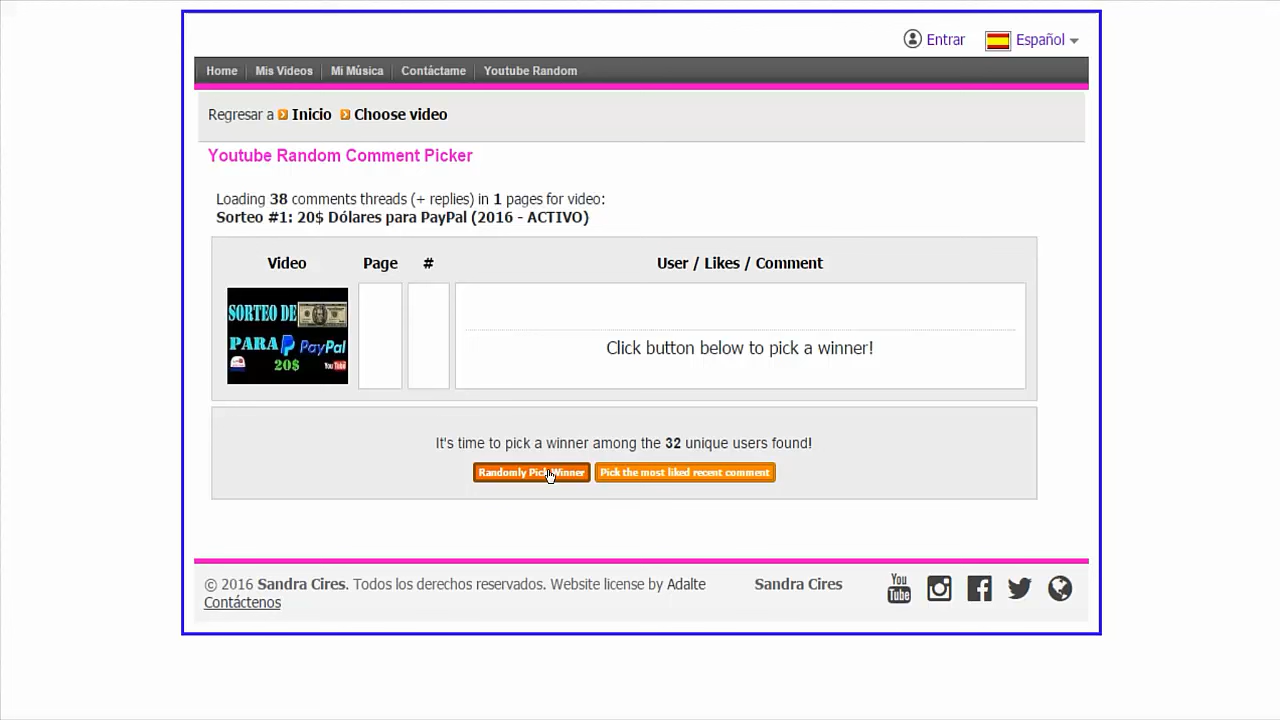 Entrar Español
Home Mis Videos Mi Música Contáctame Youtube Random
Regresar a Inicio Choose video
Youtube Random Comment Picker
Loading 38 comments threads (+ replies) in 1 pages for video:
Sorteo #1: 20$ Dólares para PayPal (2016 - ACTIVO)
Video Page # User / Likes / Comment
SORTEO DE
PARA PayPal
20$ YouTube
Click button below to pick a winner!
It's time to pick a winner among the 32 unique users found!
Randomly Pick Winner Pick the most liked recent comment
© 2016 Sandra Cires. Todos los derechos reservados. Website license by Adalte Sandra Cires You Tube
Contáctenos